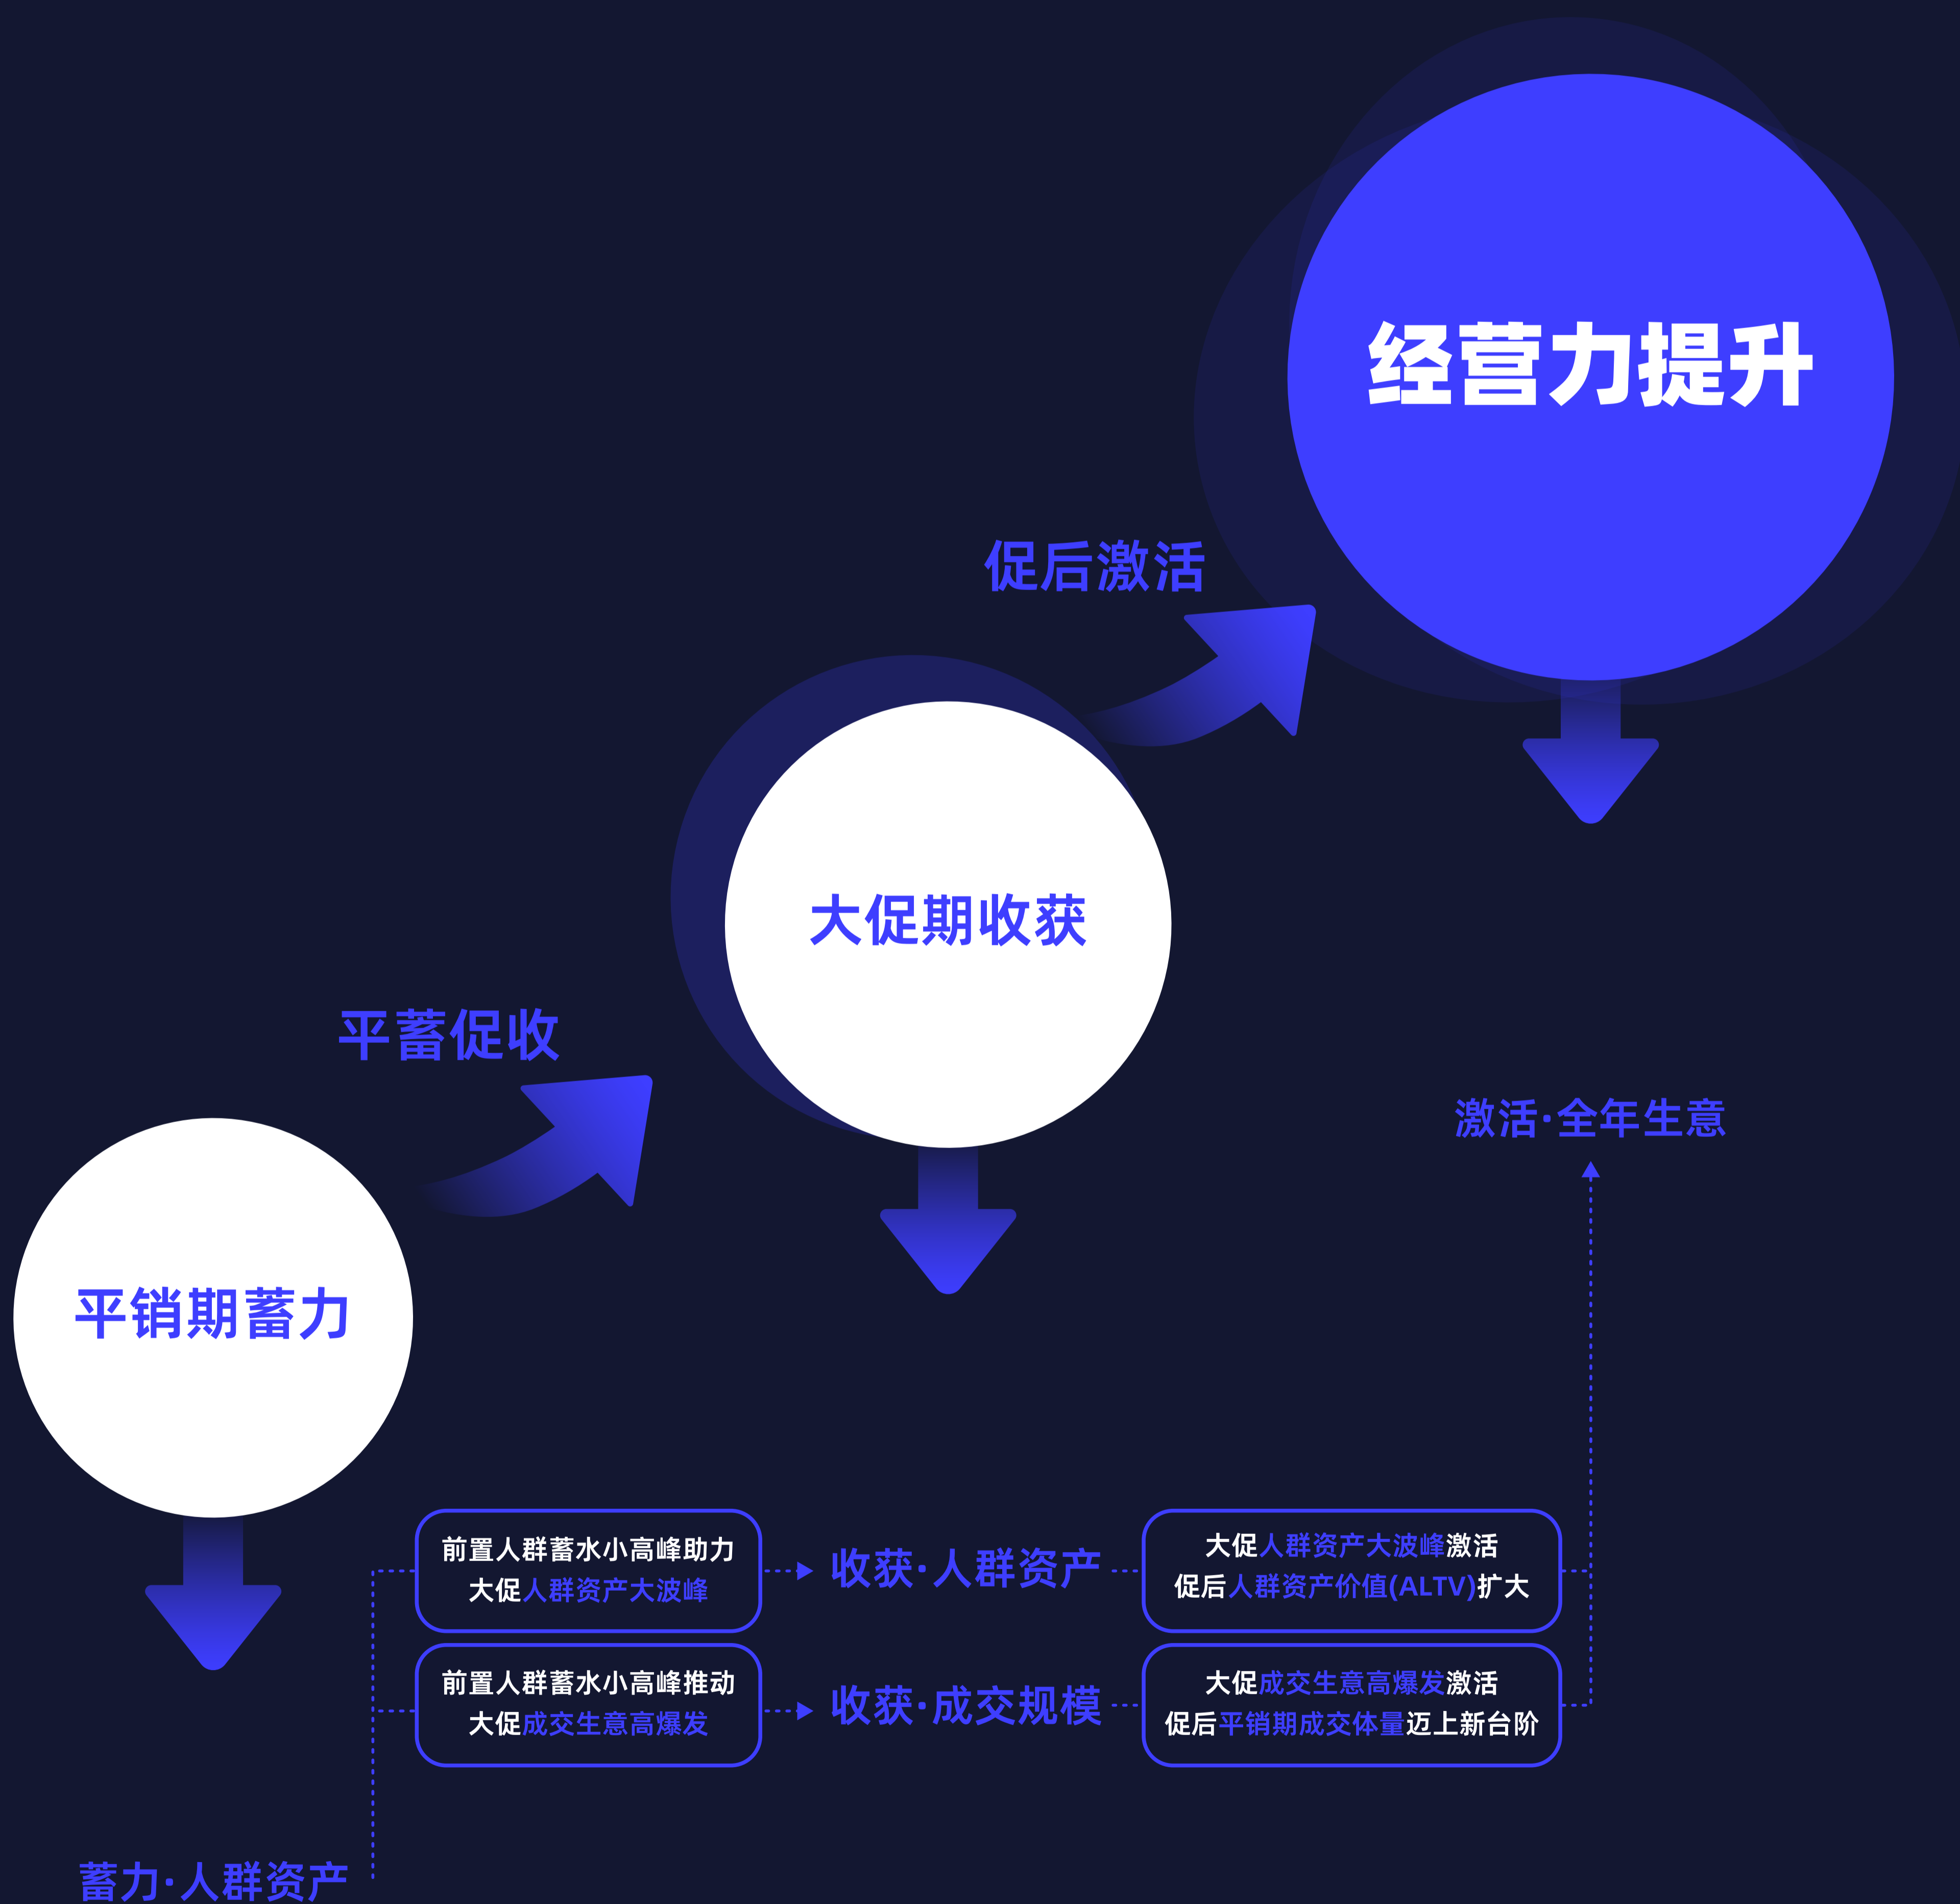 经营力提升
促后激活
大促期收获
平蓄促收
激活·全年生意
平销期蓄力
前置人群蓄水小高峰助力
大促人群资产大波峰
收获·人群资产
大促人群资产大波峰激活
促后人群资产价值(ALTV)扩大
前置人群蓄水小高峰推动
大促成交生意高爆发
收获·成交规模
大促成交生意高爆发激活
促后平销期成交体量迈上新台阶
蓄力·人群资产